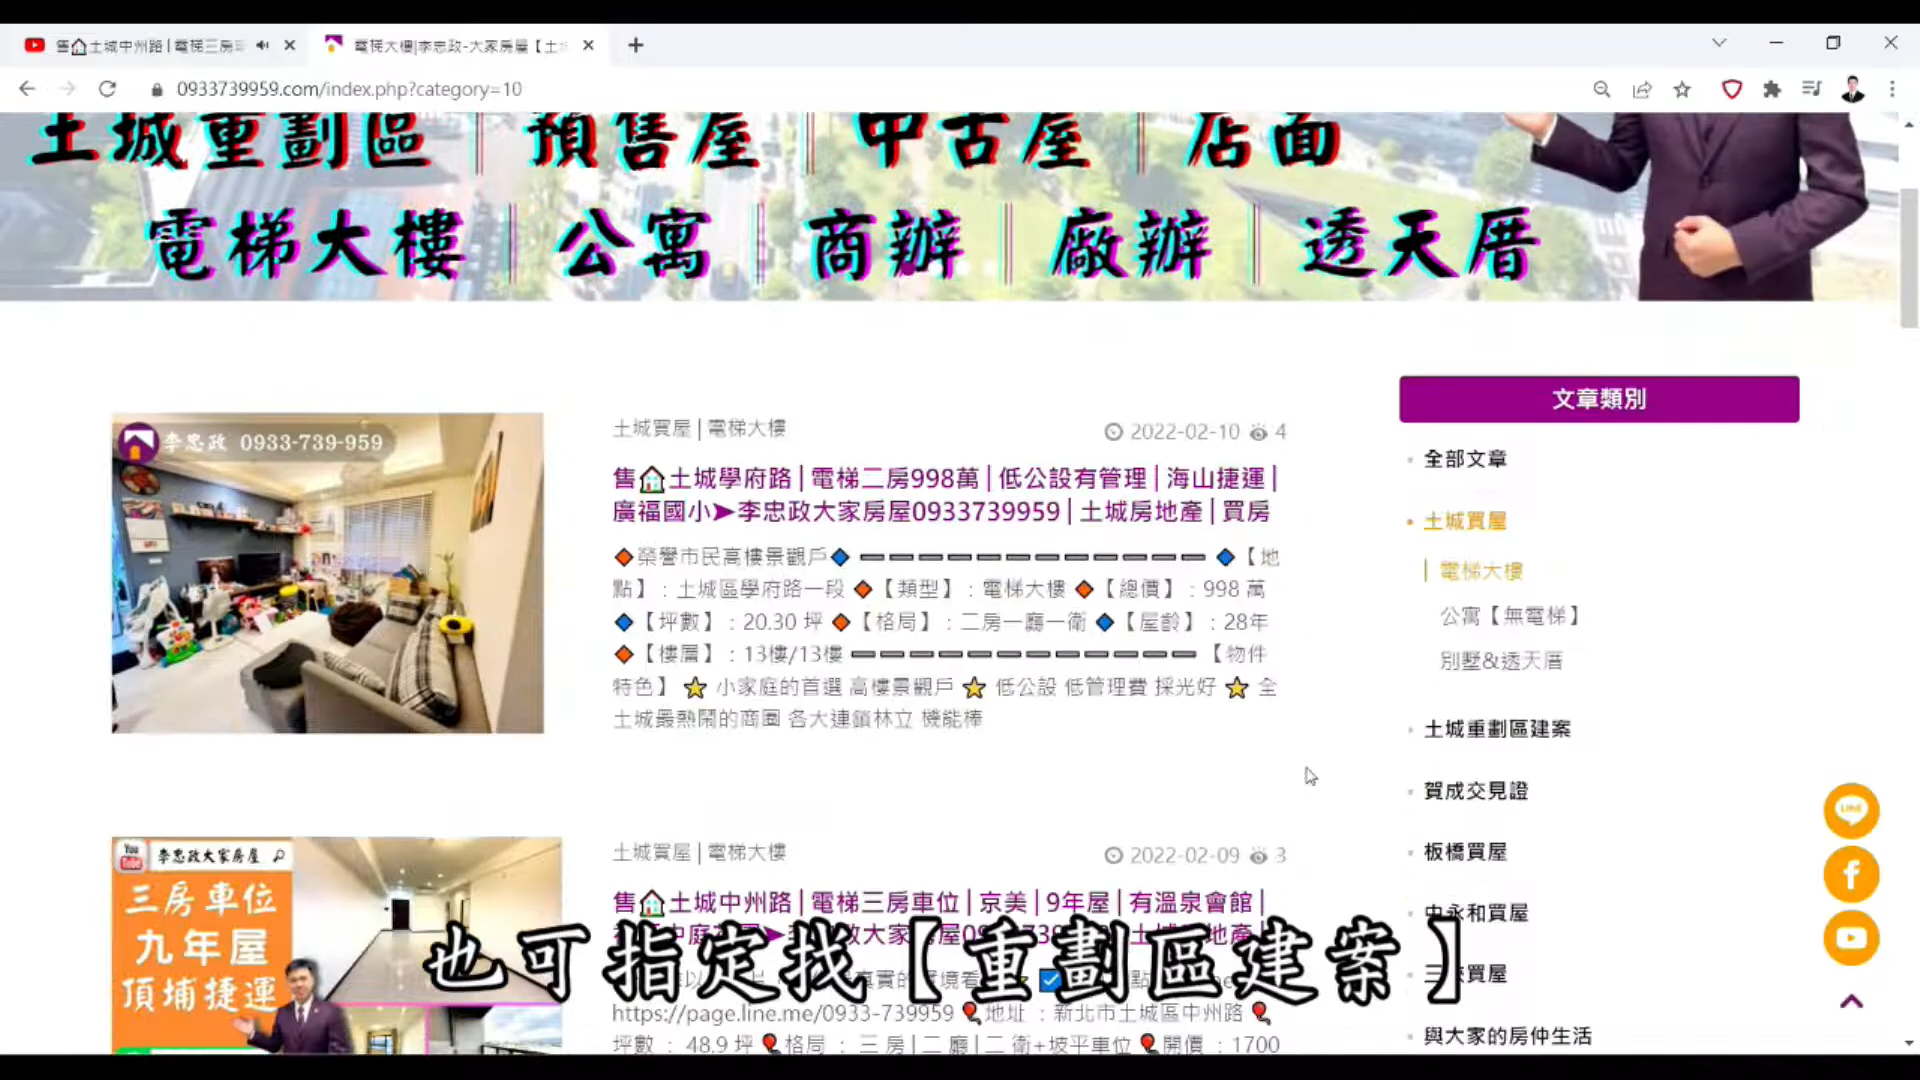 售🏠土城中州路|電梯三房
電梯大樓|李忠政-大家房屋【土
0933739959.com/index.php?category=10
土城重劃區|預售屋|中古屋|店面
電梯大樓|公寓|商辦|廠辦|透天厝
李忠政 0933-739-959
土城買屋|電梯大樓
2022-02-10 4
售🏠土城學府路|電梯二房998萬|低公設有管理|海山捷運|
廣福國小➤李忠政大家房屋0933739959|土城房地產|買房
🔶榮譽市民高樓景觀戶🔷 ➖➖➖➖➖➖➖➖➖➖➖➖ 🔷【地
點】:土城區學府路一段 🔶【類型】:電梯大樓 🔶【總價】:998 萬
🔷【坪數】:20.30 坪 🔶【格局】:二房一廳一衛 🔷【屋齡】:28年
🔶【樓層】:13樓/13樓 ➖➖➖➖➖➖➖➖➖➖➖➖ 【物件
特色】⭐ 小家庭的首選 高樓景觀戶 ⭐ 低公設 低管理費 採光好 ⭐ 全
土城最熱鬧的商圈 各大連鎖林立 機能棒
You Tube 李忠政大家房屋
三房車位
九年屋
頂埔捷運
土城買屋|電梯大樓
2022-02-09 3
售🏠土城中州路|電梯三房車位|京美|9年屋|有溫泉會館|
https://page.line.me/0933-739959 🎈地址 : 新北市土城區中州路 🎈
坪數 : 48.9 坪 🎈格局 : 三 房|二 廳|二 衛+坡平車位 🎈開價 : 1700
文章類別
全部文章
土城買屋
電梯大樓
公寓【無電梯】
別墅&透天厝
土城重劃區建案
賀成交見證
板橋買屋
中永和買屋
三峽買屋
與大家的房仲生活
LINE
也可指定找【重劃區建案】